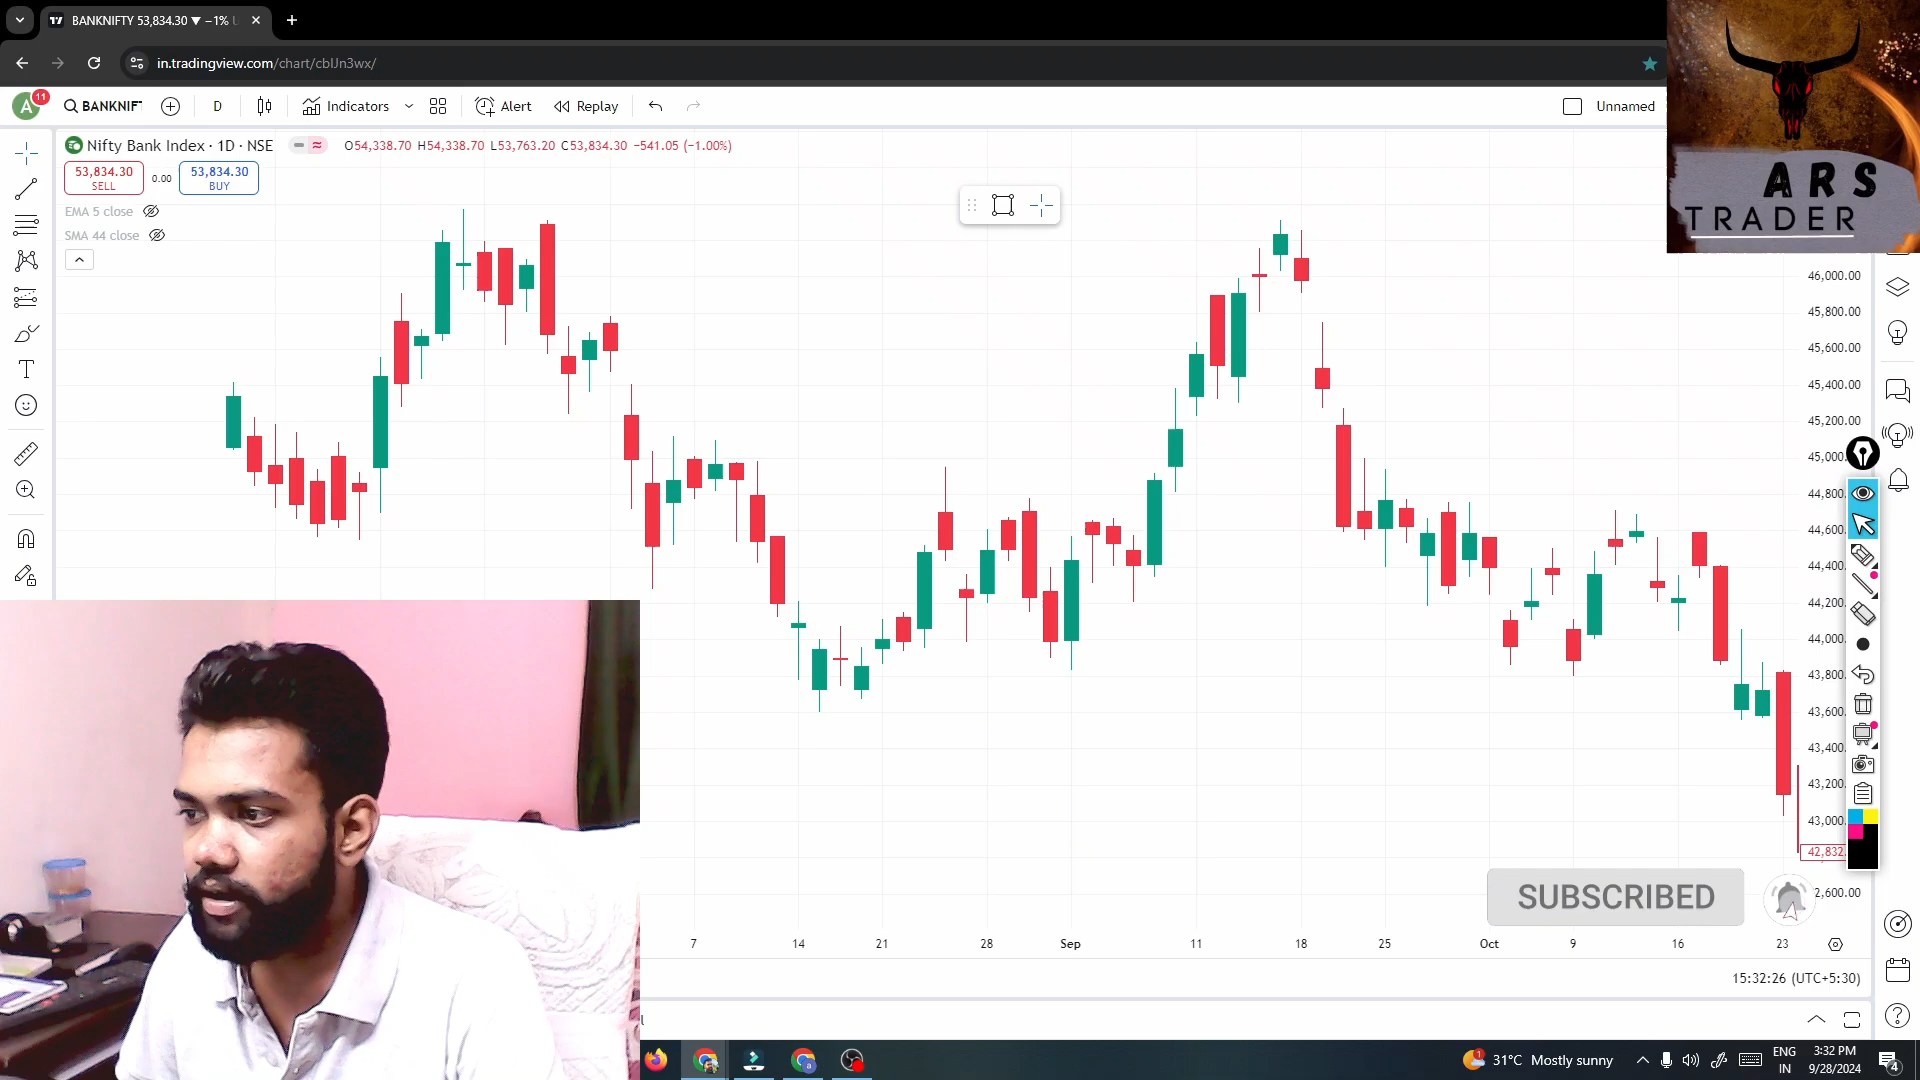 BANKNIFTY 53,834.30 ▼ −1% U
in.tradingview.com/chart/cbIJn3wx/
A
11
BANKNIF
D
Indicators
Alert
Replay
Unnamed
Nifty Bank Index · 1D · NSE
O54,338.70 H54,338.70 L53,763.20 C53,834.30 −541.05 (−1.00%)
53,834.30
SELL
0.00
53,834.30
BUY
EMA 5 close
SMA 44 close
ARS
TRADER
46,000.00
45,800.00
45,600.00
45,400.00
45,200.00
45,000.
44,800.
44,600.
44,400.
44,200.
44,000.
43,800.
43,600.
43,400.
43,200.
43,000.
42,832.
2,600.00
SUBSCRIBED
7 14 21 28 Sep 11 18 25 Oct 9 16 23
15:32:26 (UTC+5:30)
31°C Mostly sunny
ENG
IN
3:32 PM
9/28/2024
4